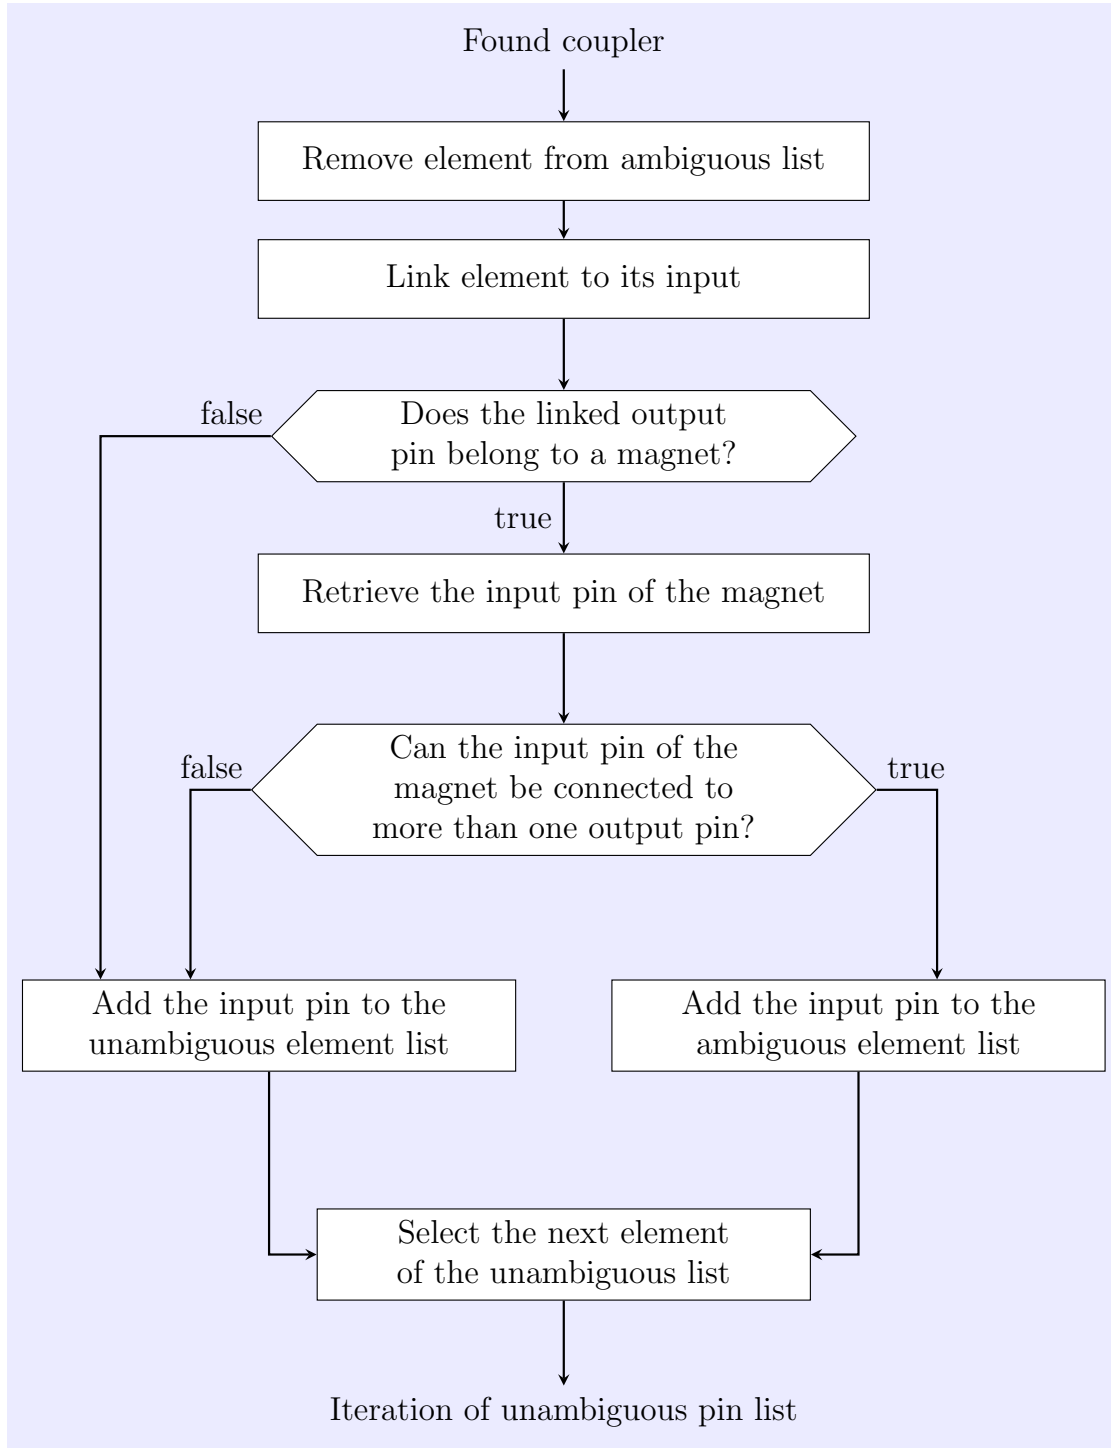 Found coupler
Remove element from ambiguous list
Link element to its input
false
Does the linked output
pin belong to a magnet?
true
Retrieve the input pin of the magnet
false
Can the input pin of the
magnet be connected to
more than one output pin?
true
Add the input pin to the
unambiguous element list
Add the input pin to the
ambiguous element list
Select the next element
of the unambiguous list
Iteration of unambiguous pin list